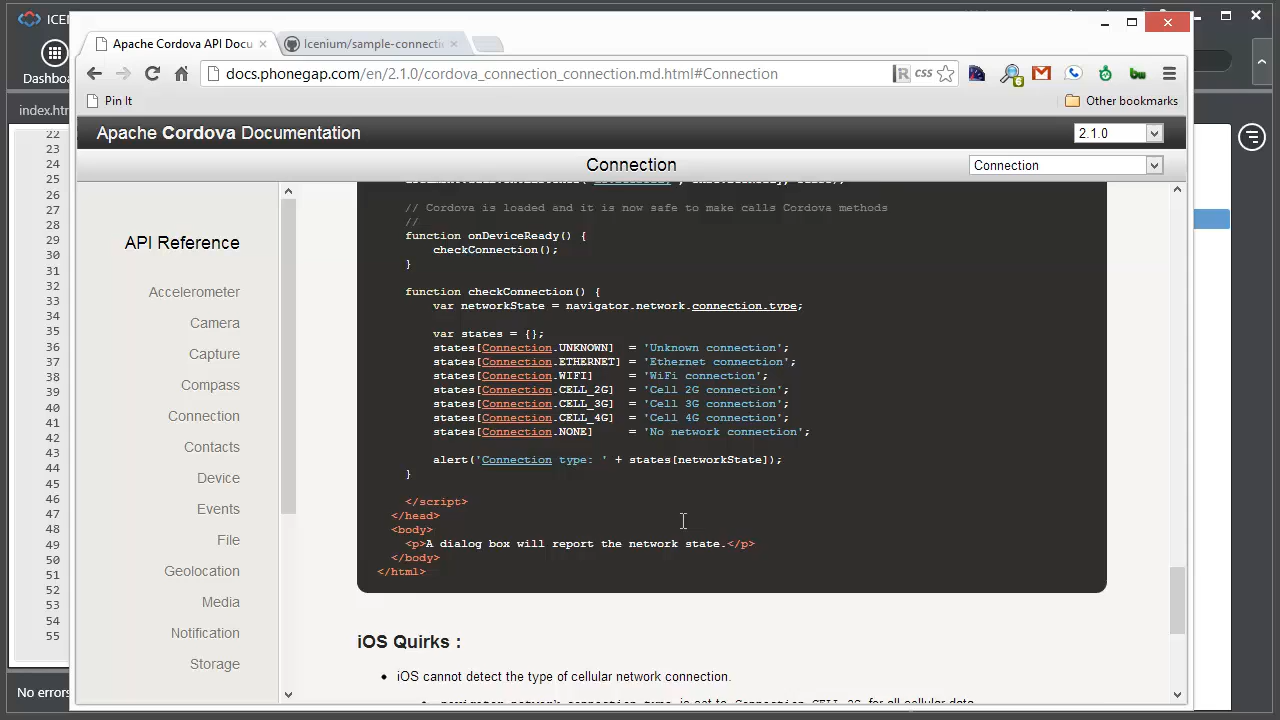 ICENI
Apache Cordova API Docu
Icenium/sample-connectio
Dashboa
docs.phonegap.com/en/2.1.0/cordova_connection_connection.md.html#Connection
R css
6
Pin It
Other bookmarks
index.htm
Apache Cordova Documentation
2.1.0
Connection
Connection
API Reference
Accelerometer
Camera
Capture
Compass
Connection
Contacts
Device
Events
File
Geolocation
Media
Notification
Storage
// Cordova is loaded and it is now safe to make calls Cordova methods
//
function onDeviceReady() {
checkConnection();
}
function checkConnection() {
var networkState = navigator.network.connection.type;
var states = {};
states[Connection.UNKNOWN] = 'Unknown connection';
states[Connection.ETHERNET] = 'Ethernet connection';
states[Connection.WIFI] = 'WiFi connection';
states[Connection.CELL_2G] = 'Cell 2G connection';
states[Connection.CELL_3G] = 'Cell 3G connection';
states[Connection.CELL_4G] = 'Cell 4G connection';
states[Connection.NONE] = 'No network connection';
alert('Connection type: ' + states[networkState]);
}
</script>
</head>
<body>
<p>A dialog box will report the network state.</p>
</body>
</html>
iOS Quirks :
• iOS cannot detect the type of cellular network connection.
22
23
24
25
26
27
28
29
30
31
32
33
34
35
36
37
38
39
40
41
42
43
44
45
46
47
48
49
50
51
52
53
54
55
No errors